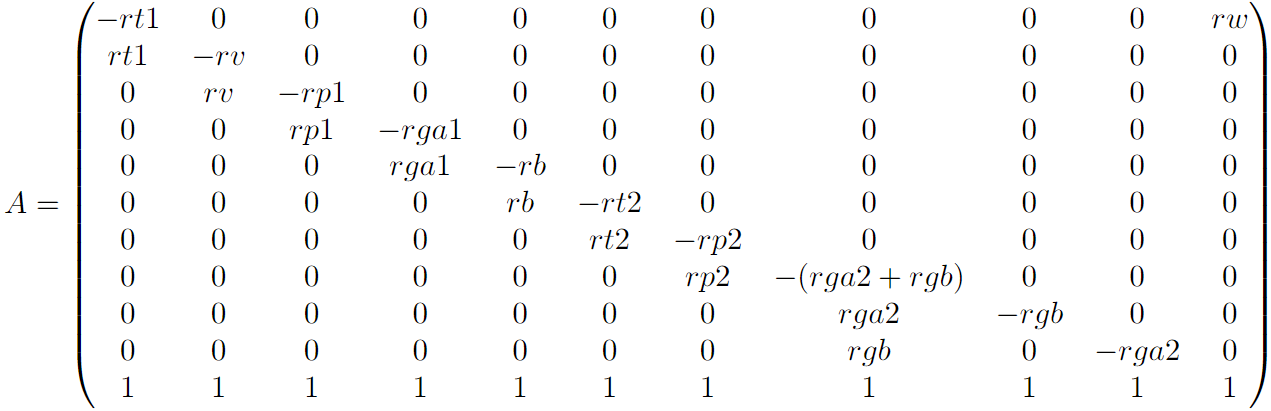 −rt1 0 0 0 0 0 0 0 0 0 rw
rt1 −rv 0 0 0 0 0 0 0 0 0
0 rv −rp1 0 0 0 0 0 0 0 0
0 0 rp1 −rga1 0 0 0 0 0 0 0
0 0 0 rga1 −rb 0 0 0 0 0 0
A = 0 0 0 0 rb −rt2 0 0 0 0 0
0 0 0 0 0 rt2 −rp2 0 0 0 0
0 0 0 0 0 0 rp2 −(rga2 + rgb) 0 0 0
0 0 0 0 0 0 0 rga2 −rgb 0 0
0 0 0 0 0 0 0 rgb 0 −rga2 0
1 1 1 1 1 1 1 1 1 1 1